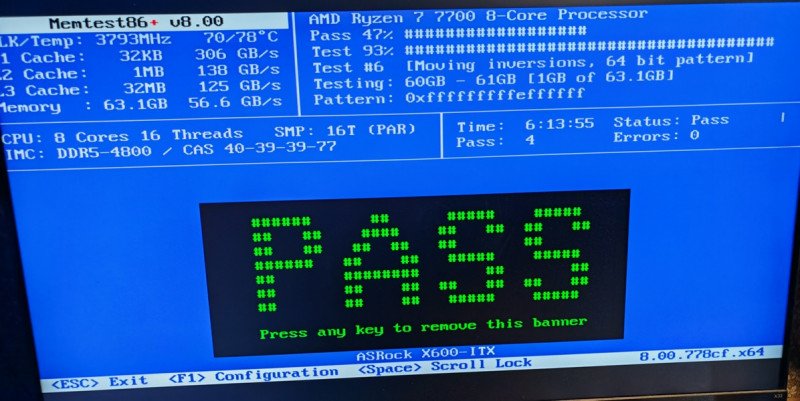 Memtest86+ v8.00
AMD Ryzen 7 7700 8-Core Processor
LK/Temp: 3793MHz 70/78°C
Pass 47% ###################
1 Cache: 32KB 306 GB/s
Test 93% ######################################
2 Cache: 1MB 138 GB/s
Test #6 [Moving inversions, 64 bit pattern]
3 Cache: 32MB 125 GB/s
Testing: 60GB - 61GB [1GB of 63.1GB]
Memory : 63.1GB 56.6 GB/s
Pattern: 0xfffffffffeffffff
CPU: 8 Cores 16 Threads SMP: 16T (PAR)
Time: 6:13:55 Status: Pass
IMC: DDR5-4800 / CAS 40-39-39-77
Pass: 4 Errors: 0
PASS
Press any key to remove this banner
ASRock X600-ITX
<ESC> Exit <F1> Configuration <Space> Scroll Lock 8.00.778cf.x64